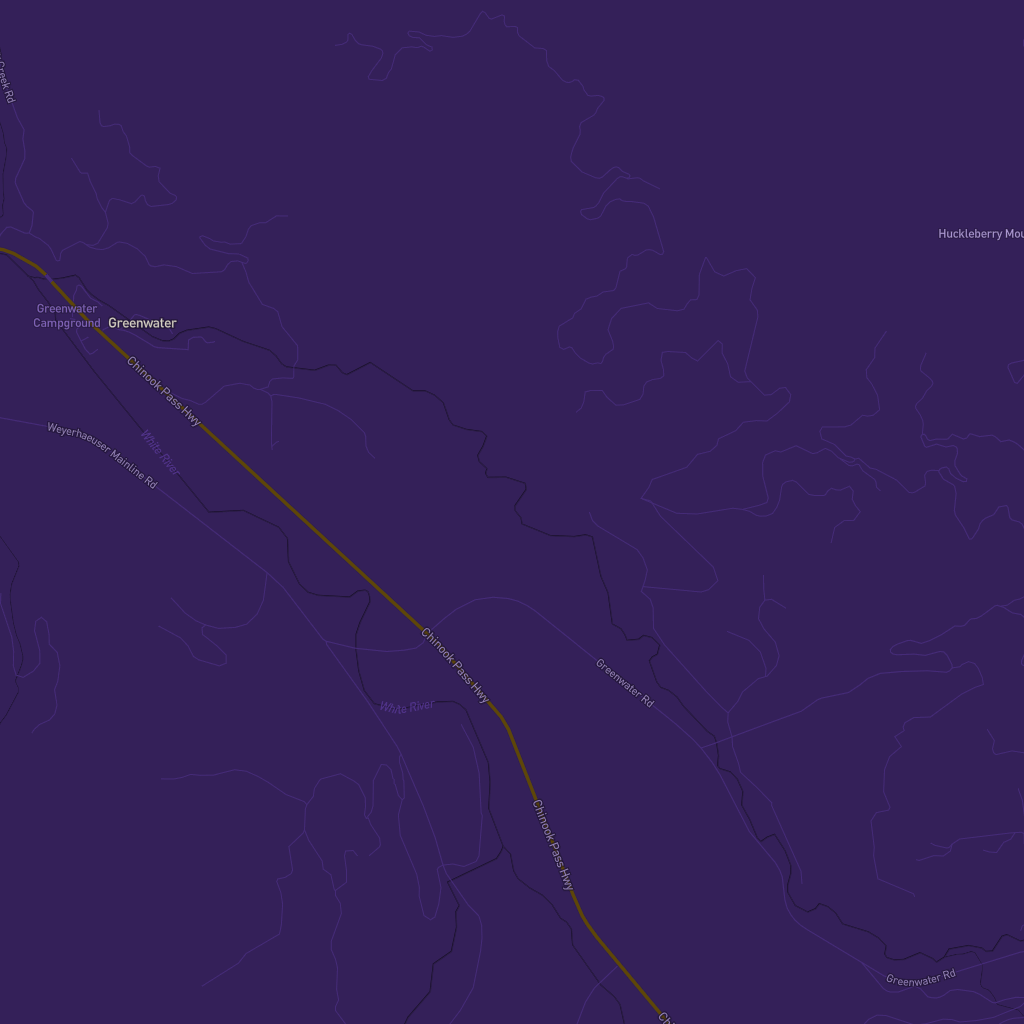 Creek Rd
Huckleberry Mou
Greenwater
Campground
Greenwater
Chinook Pass Hwy
Weyerhaeuser Mainline Rd
White River
Chinook Pass Hwy
Greenwater Rd
White River
Chinook Pass Hwy
Greenwater Rd
Chi